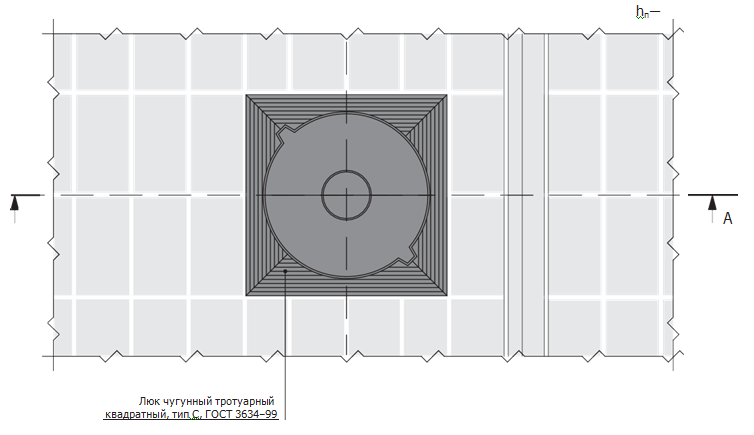 hп—
А
Люк чугунный тротуарный
квадратный, тип С, ГОСТ 3634–99